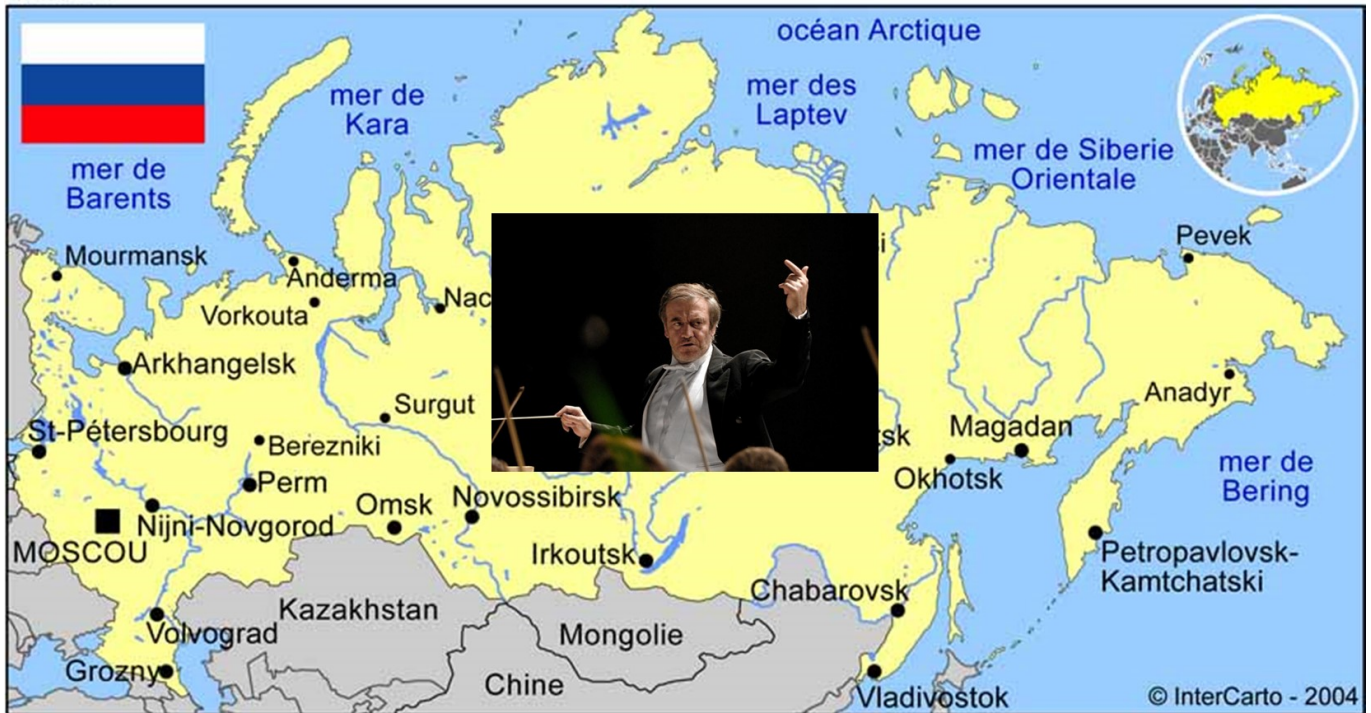 océan Arctique
mer de
Kara
mer des
Laptev
mer de Siberie
Orientale
mer de
Barents
Mourmansk
Pevek
Anderma
Vorkouta
Arkhangelsk
Surgut
Anadyr
St-Pétersbourg
Berezniki
Magadan
Okhotsk
mer de
Bering
Perm
Omsk
Novossibirsk
Nijni-Novgorod
MOSCOU
Irkoutsk
Petropavlovsk-
Kamtchatski
Chabarovsk
Kazakhstan
Mongolie
Volvograd
Grozny
Chine
Vladivostok
© InterCarto - 2004